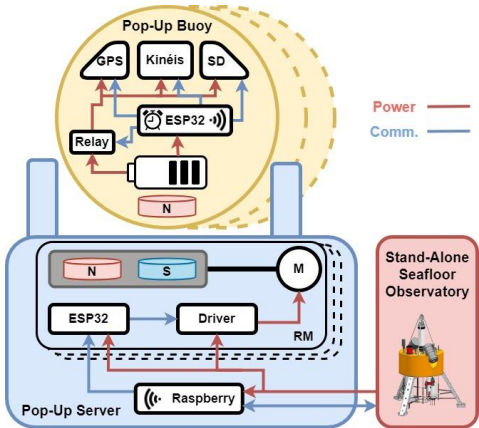 Pop-Up Buoy
GPS
Kinéis
SD
Power
Comm.
ESP32
Relay
N
N
S
M
Stand-Alone
Seafloor
Observatory
ESP32
Driver
RM
Raspberry
Pop-Up Server